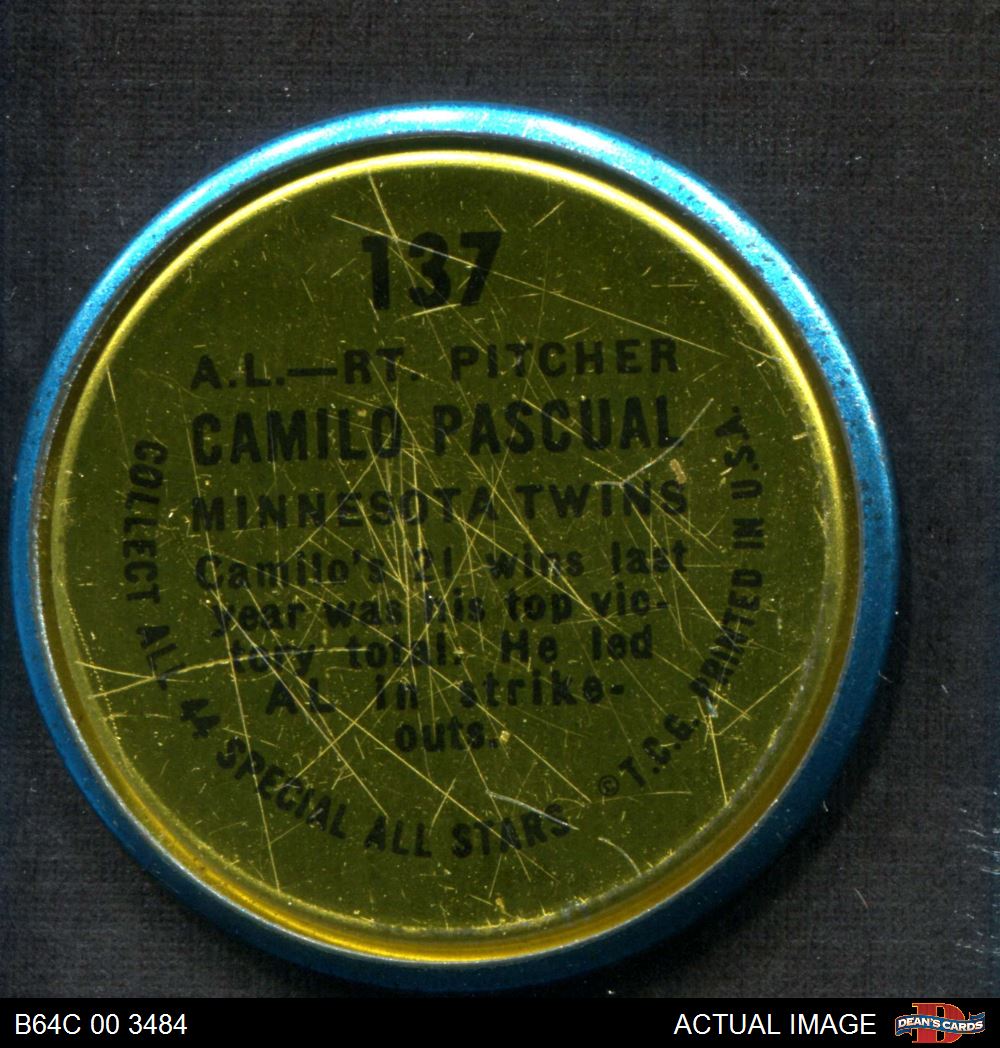 137
A.L.—RT. PITCHER
CAMILO PASCUAL
MINNESOTA TWINS
Camilo's 21 wins last
year was his top vic-
tory total. He led
AL in strike-
outs.
COLLECT ALL 44 SPECIAL ALL STARS
© T.C.G. PRINTED IN U.S.A.
B64C 00 3484
ACTUAL IMAGE
D
DEAN'S CARDS